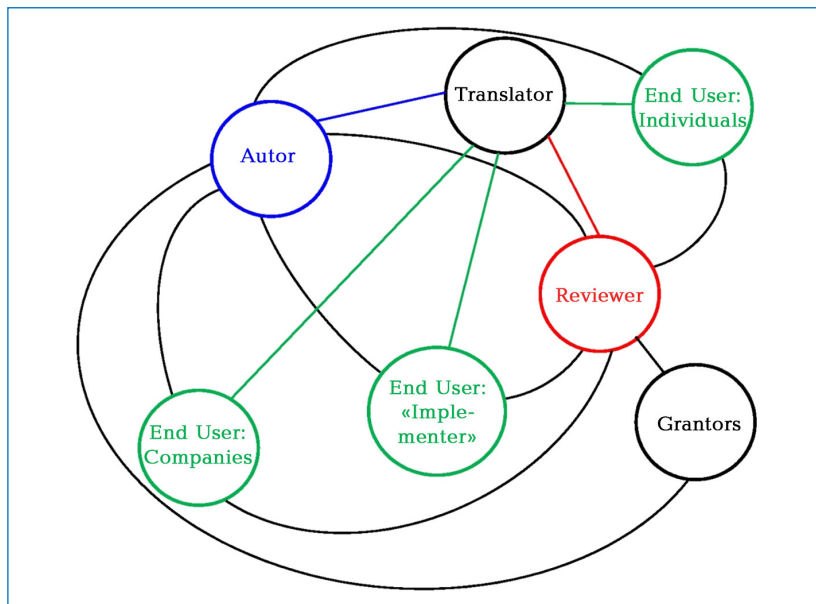 Translator
End User:
Individuals
Autor
Reviewer
End User:
«Imple-
menter»
End User:
Companies
Grantors